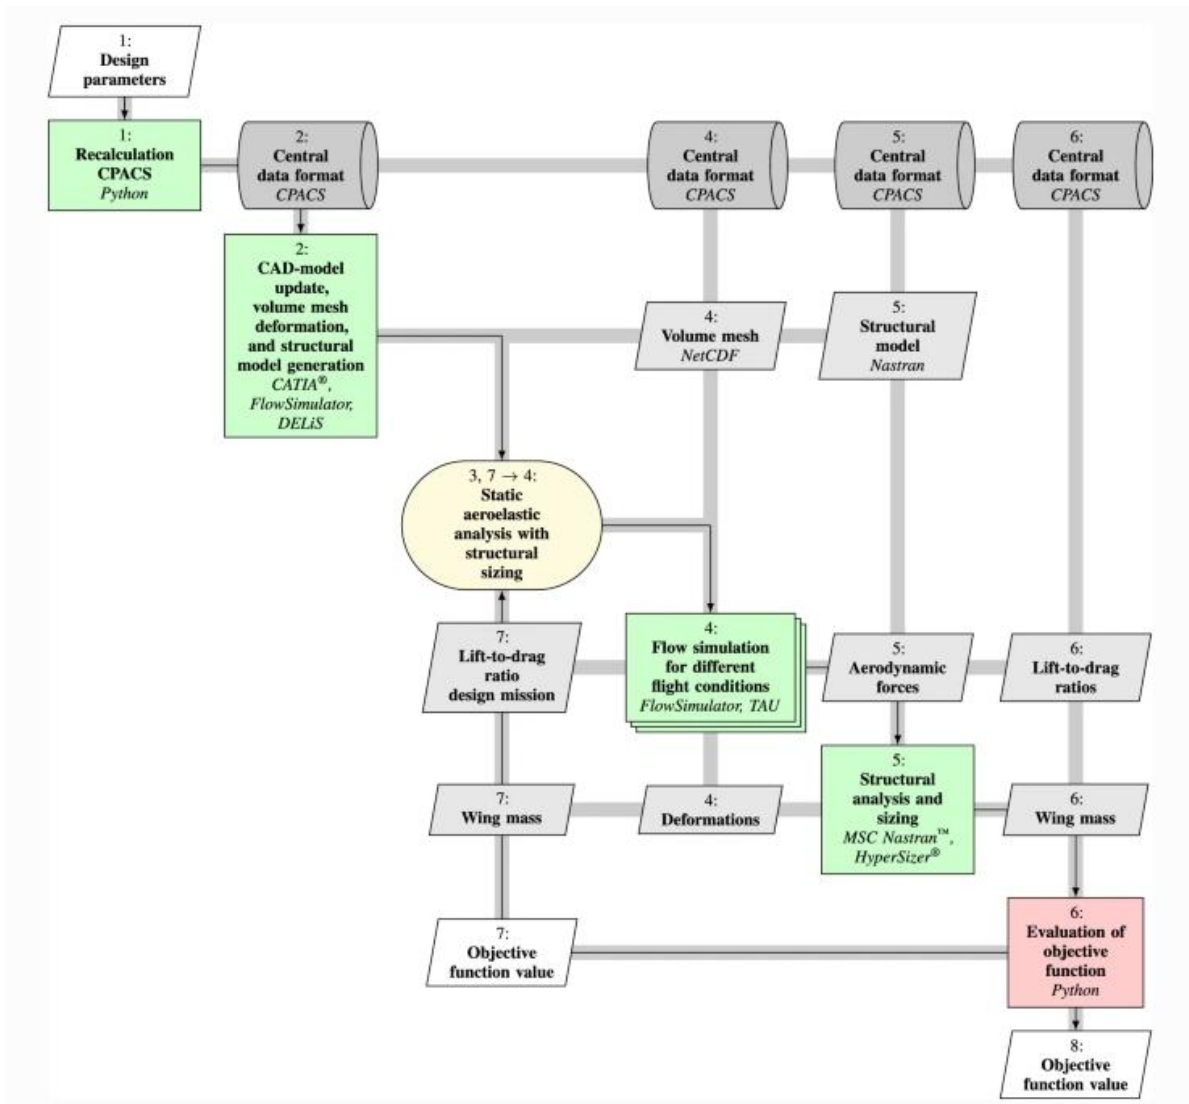 1:
Design
parameters
1:
Recalculation
CPACS
Python
2:
Central
data format
CPACS
4:
Central
data format
CPACS
5:
Central
data format
CPACS
6:
Central
data format
CPACS
2:
CAD-model
update,
volume mesh
deformation,
and structural
model generation
CATIA®,
FlowSimulator,
DELiS
4:
Volume mesh
NetCDF
5:
Structural
model
Nastran
3, 7 → 4:
Static
aeroelastic
analysis with
structural
sizing
7:
Lift-to-drag
ratio
design mission
4:
Flow simulation
for different
flight conditions
FlowSimulator, TAU
5:
Aerodynamic
forces
6:
Lift-to-drag
ratios
7:
Wing mass
4:
Deformations
5:
Structural
analysis and
sizing
MSC Nastran™,
HyperSizer®
6:
Wing mass
7:
Objective
function value
6:
Evaluation of
objective
function
Python
8:
Objective
function value